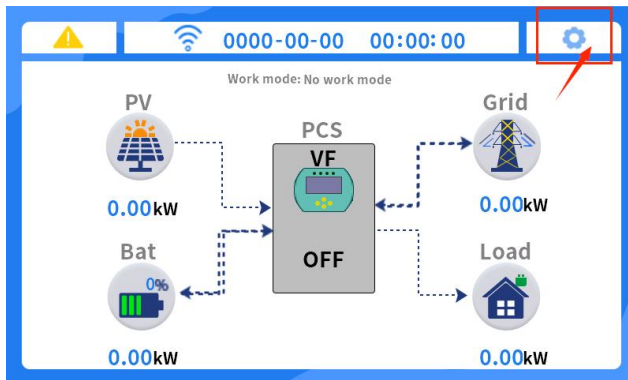 0000-00-00 00:00:00
Work mode: No work mode
PV
Grid
PCS
VF
0.00kW
0.00kW
Bat
Load
0%
OFF
0.00kW
0.00kW